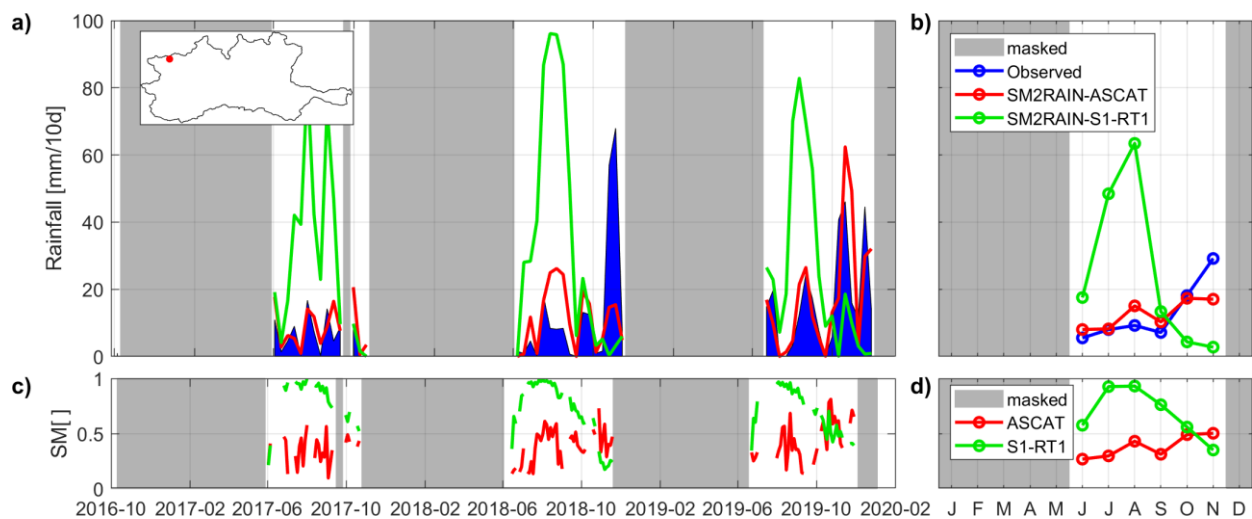 a)
b)
100
80
60
40
20
0
Rainfall [mm/10d]
masked
Observed
SM2RAIN-ASCAT
SM2RAIN-S1-RT1
c)
d)
1
0.5
0
SM[ ]
masked
ASCAT
S1-RT1
2016-10 2017-02 2017-06 2017-10 2018-02 2018-06 2018-10 2019-02 2019-06 2019-10 2020-02
J F M A M J J A S O N D